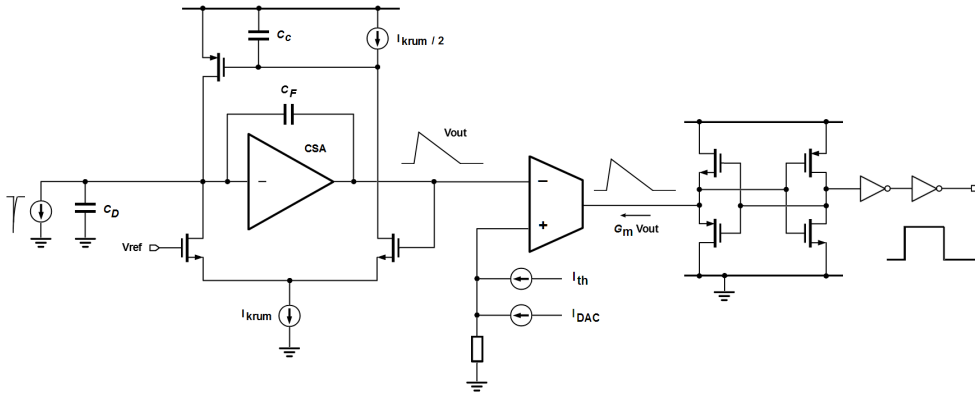 C_C
I_krum / 2
C_F
CSA
−
Vout
C_D
Vref
I_krum
−
+
G_m Vout
I_th
I_DAC